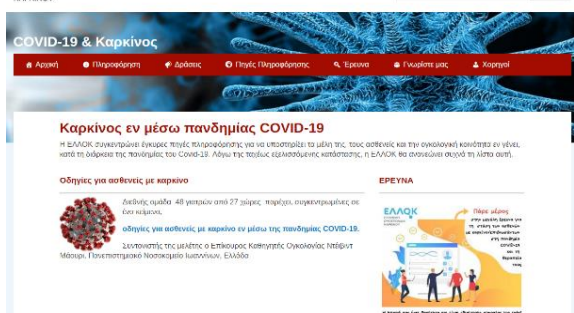 COVID-19 & Καρκίνος
Αρχική Πληροφόρηση Δράσεις Πηγές Πληροφόρησης Έρευνα Γνωρίστε μας Χορηγοί
Καρκίνος εν μέσω πανδημίας COVID-19
Η ΕΛΛΟΚ συγκεντρώνει έγκυρες πηγές πληροφόρησης για να υποστηρίξει τα μέλη της, τους ασθενείς και την ογκολογική κοινότητα εν γένει,
κατά τη διάρκεια της πανδημίας του Covid-19. Λόγω της ταχέως εξελισσόμενης κατάστασης, η ΕΛΛΟΚ θα ανανεώνει συχνά τη λίστα αυτή.
Οδηγίες για ασθενείς με καρκίνο
Διεθνής ομάδα 48 γιατρών από 27 χώρες παρέχει, συγκεντρωμένες σε
ένα κείμενο,
οδηγίες για ασθενείς με καρκίνο εν μέσω της πανδημίας COVID-19.
Συντονιστής της μελέτης ο Επίκουρος Καθηγητής Ογκολογίας Ντέιβιντ
Μάουρι, Πανεπιστημιακό Νοσοκομείο Ιωαννίνων, Ελλάδα
ΕΡΕΥΝΑ
ΕΛΛΟΚ
Πάρε μέρος
στην μεγάλη έρευνα για